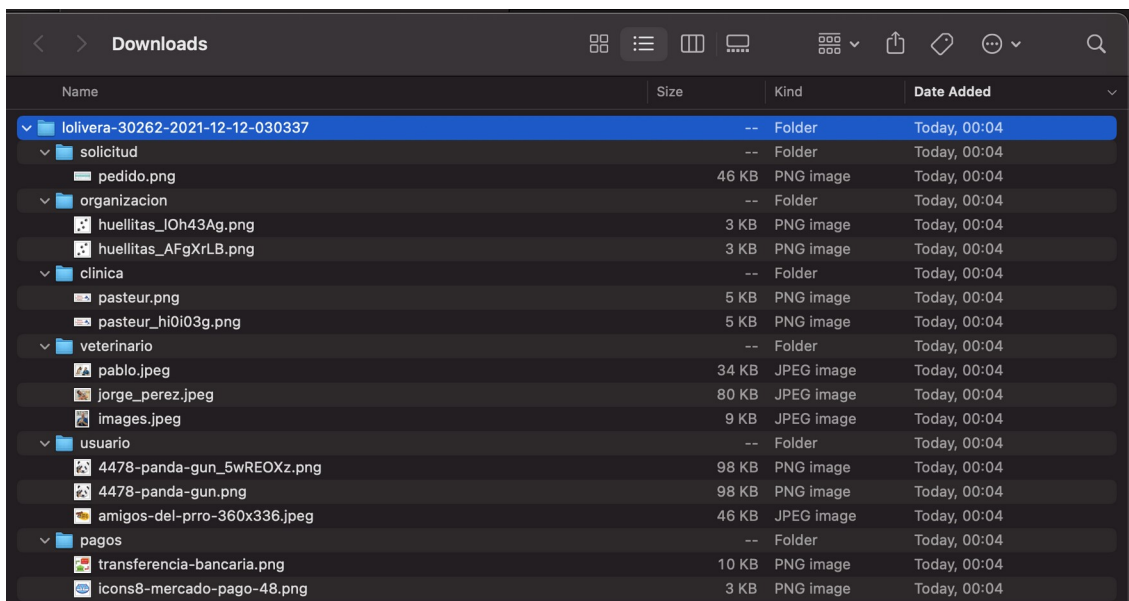 Downloads
Name Size Kind Date Added
lolivera-30262-2021-12-12-030337 -- Folder Today, 00:04
solicitud -- Folder Today, 00:04
pedido.png 46 KB PNG image Today, 00:04
organizacion -- Folder Today, 00:04
huellitas_lOh43Ag.png 3 KB PNG image Today, 00:04
huellitas_AFgXrLB.png 3 KB PNG image Today, 00:04
clinica -- Folder Today, 00:04
pasteur.png 5 KB PNG image Today, 00:04
pasteur_hi0i03g.png 5 KB PNG image Today, 00:04
veterinario -- Folder Today, 00:04
pablo.jpeg 34 KB JPEG image Today, 00:04
jorge_perez.jpeg 80 KB JPEG image Today, 00:04
images.jpeg 9 KB JPEG image Today, 00:04
usuario -- Folder Today, 00:04
4478-panda-gun_5wREOXz.png 98 KB PNG image Today, 00:04
4478-panda-gun.png 98 KB PNG image Today, 00:04
amigos-del-prro-360x336.jpeg 46 KB JPEG image Today, 00:04
pagos -- Folder Today, 00:04
transferencia-bancaria.png 10 KB PNG image Today, 00:04
icons8-mercado-pago-48.png 3 KB PNG image Today, 00:04